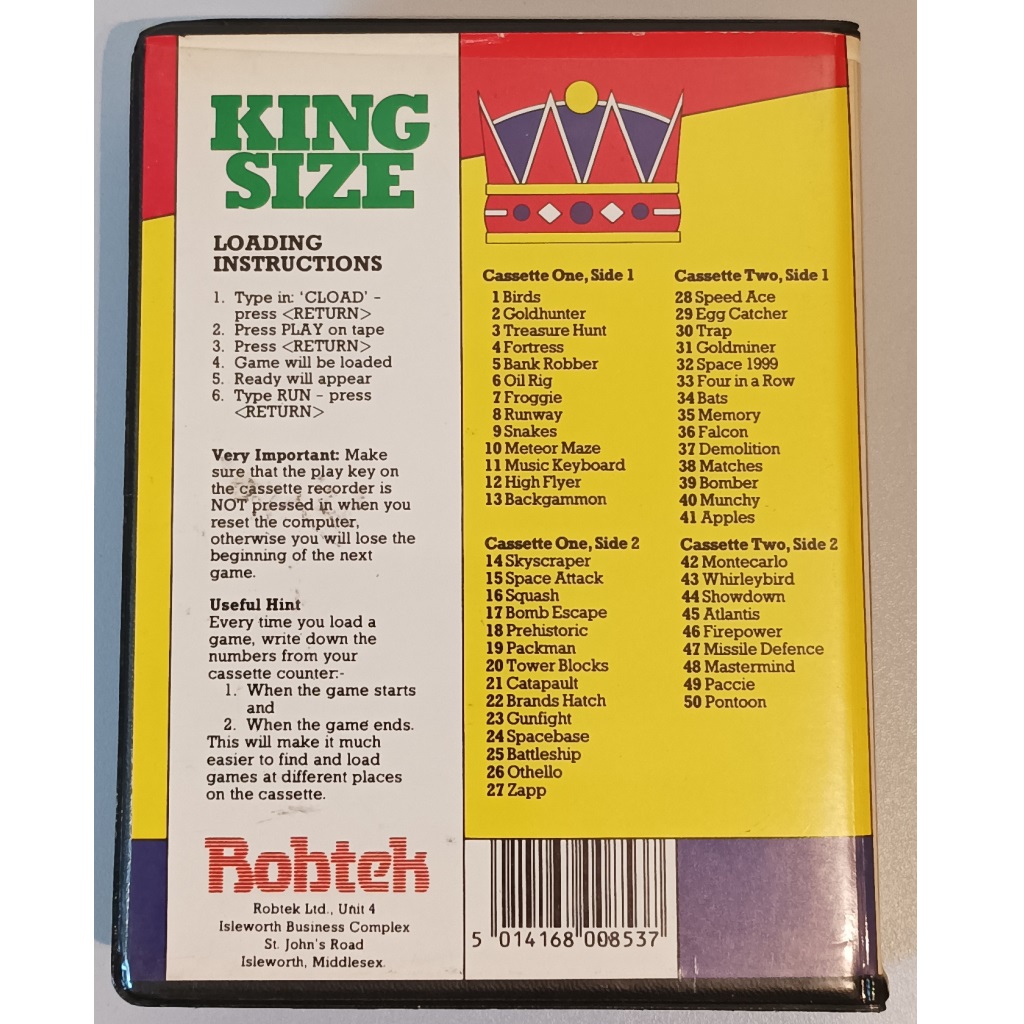 KING
SIZE
LOADING
INSTRUCTIONS
1. Type in: 'CLOAD' –
press <RETURN>
2. Press PLAY on tape
3. Press <RETURN>
4. Game will be loaded
5. Ready will appear
6. Type RUN – press
<RETURN>
Very Important: Make
sure that the play key on
the cassette recorder is
NOT pressed in when you
reset the computer,
otherwise you will lose the
beginning of the next
game.
Useful Hint
Every time you load a
game, write down the
numbers from your
cassette counter:-
1. When the game starts
and
2. When the game ends.
This will make it much
easier to find and load
games at different places
on the cassette.
Robtek
Robtek Ltd., Unit 4
Isleworth Business Complex
St. John's Road
Isleworth, Middlesex.
Cassette One, Side 1
1 Birds
2 Goldhunter
3 Treasure Hunt
4 Fortress
5 Bank Robber
6 Oil Rig
7 Froggie
8 Runway
9 Snakes
10 Meteor Maze
11 Music Keyboard
12 High Flyer
13 Backgammon
Cassette One, Side 2
14 Skyscraper
15 Space Attack
16 Squash
17 Bomb Escape
18 Prehistoric
19 Packman
20 Tower Blocks
21 Catapault
22 Brands Hatch
23 Gunfight
24 Spacebase
25 Battleship
26 Othello
27 Zapp
Cassette Two, Side 1
28 Speed Ace
29 Egg Catcher
30 Trap
31 Goldminer
32 Space 1999
33 Four in a Row
34 Bats
35 Memory
36 Falcon
37 Demolition
38 Matches
39 Bomber
40 Munchy
41 Apples
Cassette Two, Side 2
42 Montecarlo
43 Whirleybird
44 Showdown
45 Atlantis
46 Firepower
47 Missile Defence
48 Mastermind
49 Paccie
50 Pontoon
5 014168 008537